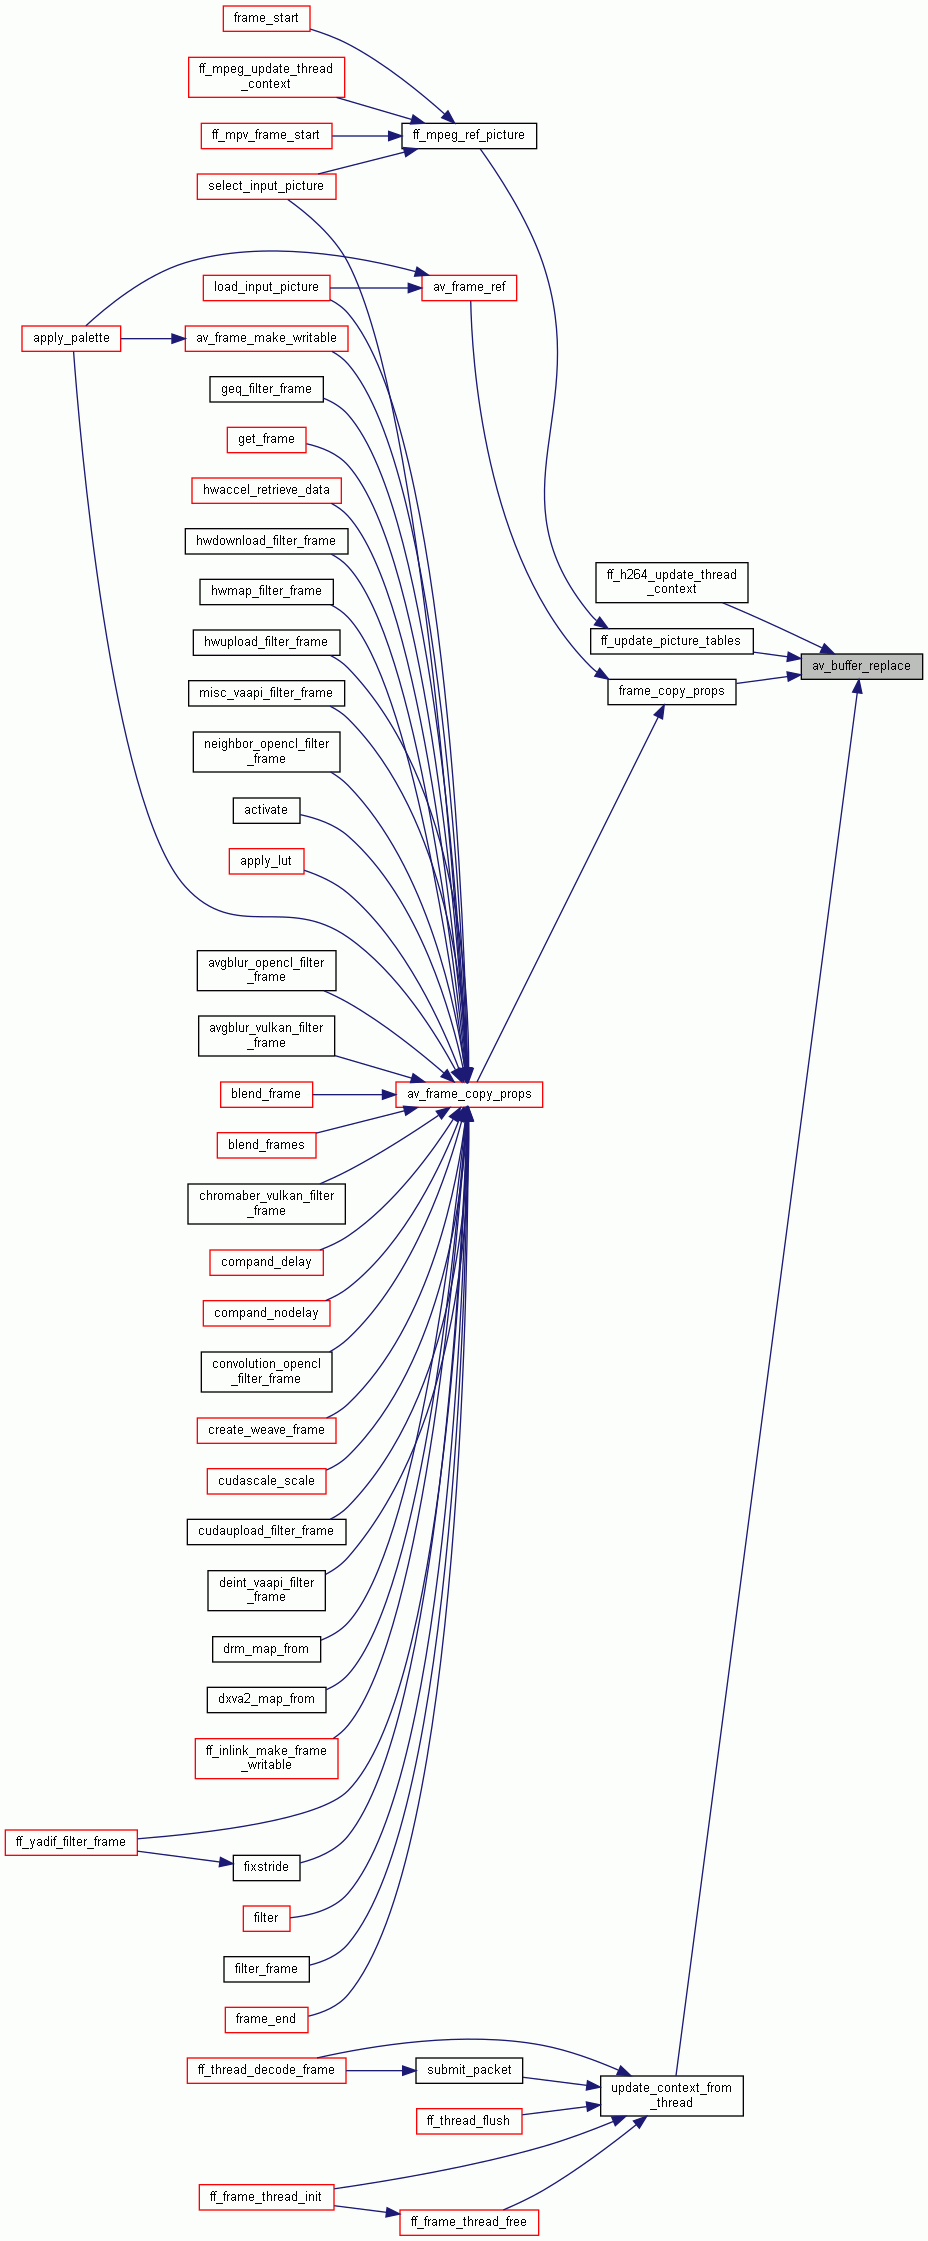 frame_start
ff_mpeg_update_thread
_context
ff_mpeg_ref_picture
ff_mpv_frame_start
select_input_picture
av_frame_ref
load_input_picture
apply_palette
av_frame_make_writable
geq_filter_frame
get_frame
hwaccel_retrieve_data
hwdownload_filter_frame
ff_h264_update_thread
_context
hwmap_filter_frame
hwupload_filter_frame
ff_update_picture_tables
av_buffer_replace
misc_vaapi_filter_frame
frame_copy_props
neighbor_opencl_filter
_frame
activate
apply_lut
avgblur_opencl_filter
_frame
avgblur_vulkan_filter
_frame
blend_frame
av_frame_copy_props
blend_frames
chromaber_vulkan_filter
_frame
compand_delay
compand_nodelay
convolution_opencl
_filter_frame
create_weave_frame
cudascale_scale
cudaupload_filter_frame
deint_vaapi_filter
_frame
drm_map_from
dxva2_map_from
ff_inlink_make_frame
_writable
ff_yadif_filter_frame
fixstride
filter
filter_frame
frame_end
ff_thread_decode_frame
submit_packet
update_context_from
_thread
ff_thread_flush
ff_frame_thread_init
ff_frame_thread_free